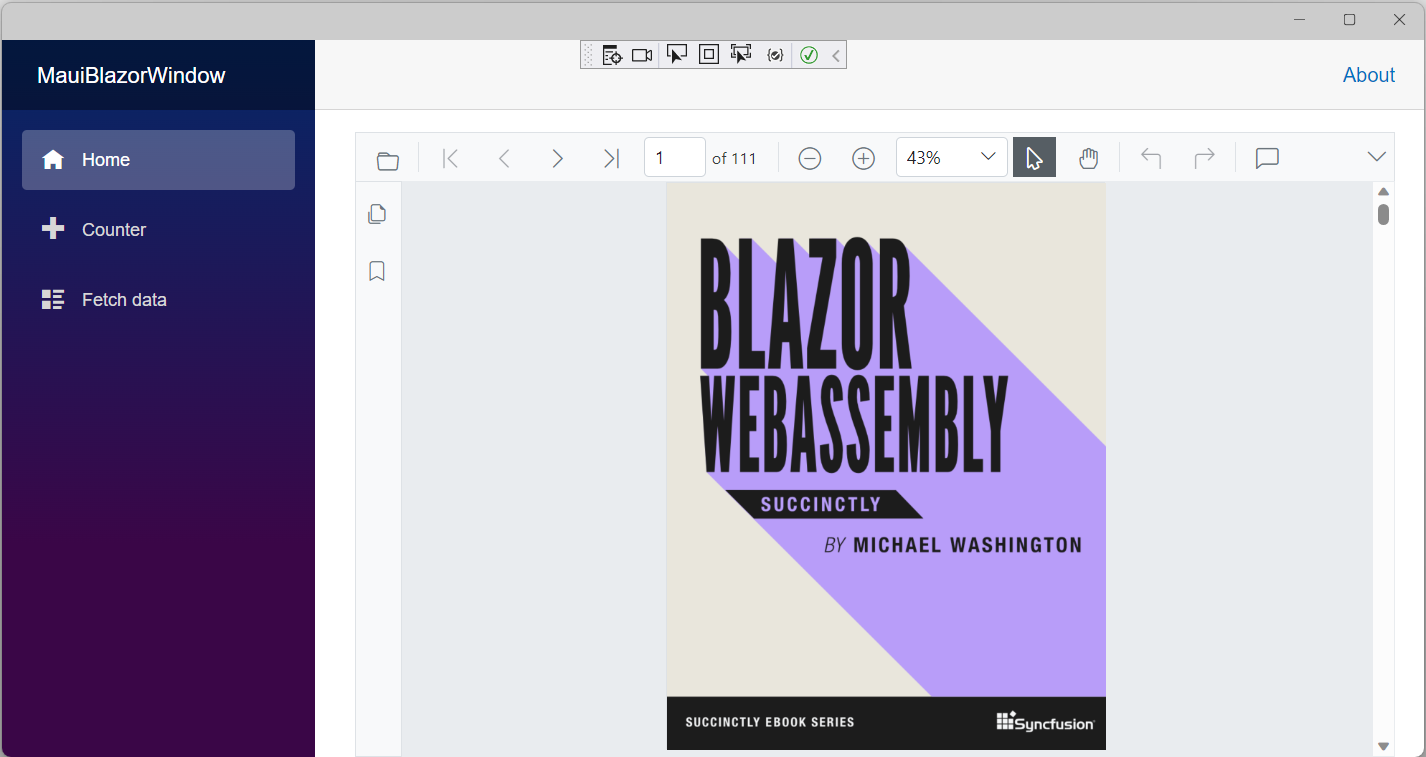 MauiBlazorWindow
About
Home
Counter
Fetch data
1 of 111
43%
BLAZOR
WEBASSEMBLY
SUCCINCTLY
BY MICHAEL WASHINGTON
SUCCINCTLY EBOOK SERIES
Syncfusion